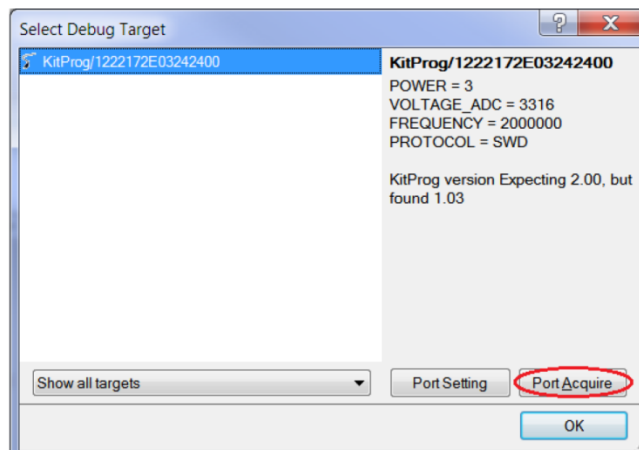 Select Debug Target
?
X
KitProg/1222172E03242400
KitProg/1222172E03242400
POWER = 3
VOLTAGE_ADC = 3316
FREQUENCY = 2000000
PROTOCOL = SWD
KitProg version Expecting 2.00, but
found 1.03
Show all targets
Port Setting
Port Acquire
OK